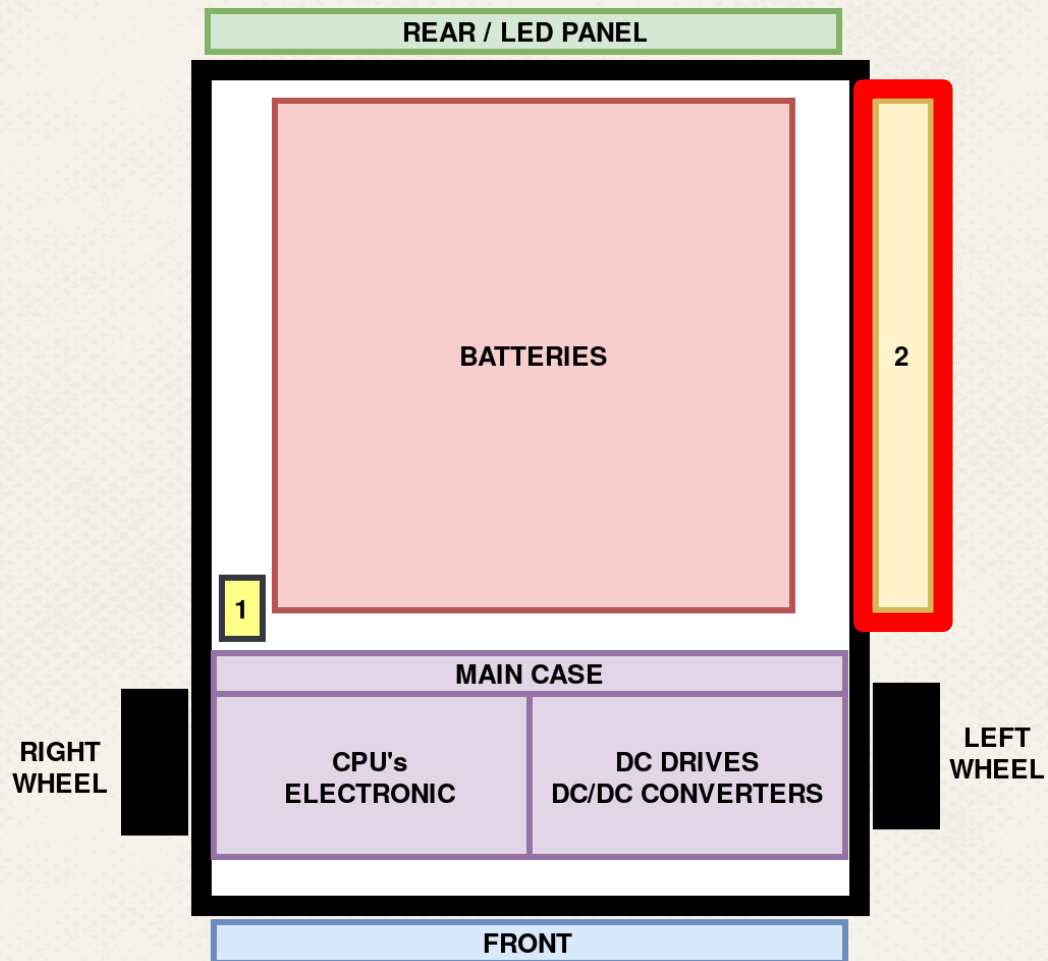 REAR / LED PANEL
BATTERIES
2
1
MAIN CASE
RIGHT
WHEEL
CPU's
ELECTRONIC
DC DRIVES
DC/DC CONVERTERS
LEFT
WHEEL
FRONT